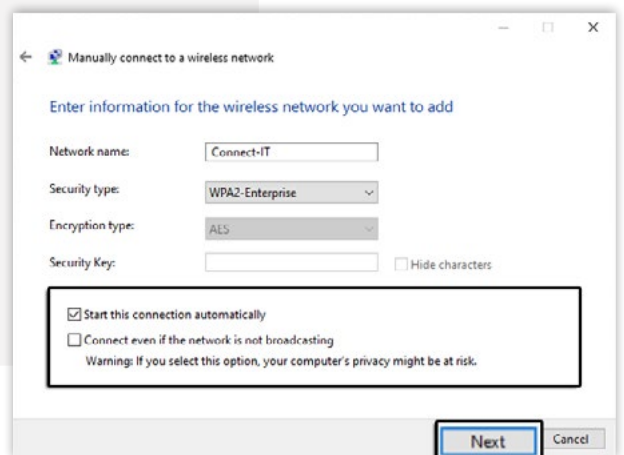 Manually connect to a wireless network
Enter information for the wireless network you want to add
Network name: Connect-IT
Security type: WPA2-Enterprise
Encryption type: AES
Security Key:
Hide characters
Start this connection automatically
Connect even if the network is not broadcasting
Warning: If you select this option, your computer's privacy might be at risk.
Next Cancel